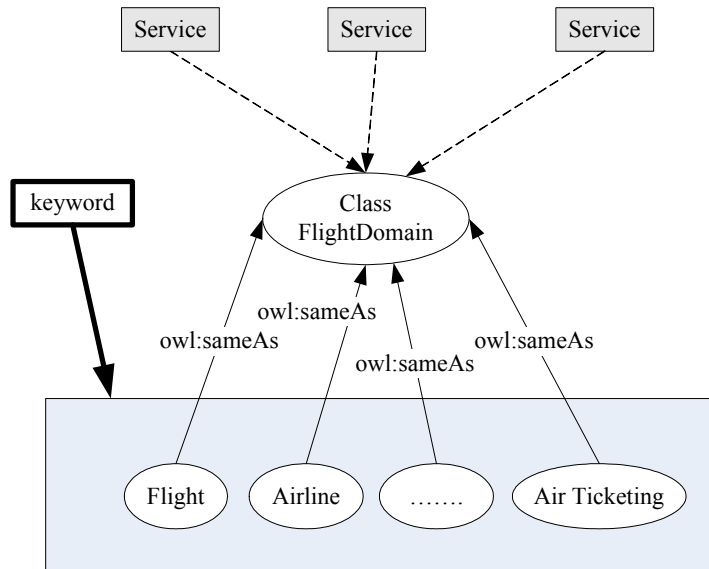 Service
Service
Service
keyword
Class
FlightDomain
owl:sameAs
owl:sameAs
owl:sameAs
owl:sameAs
Flight
Airline
.......
Air Ticketing